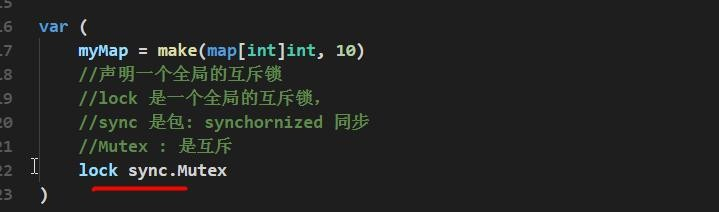 16 var (
17 myMap = make(map[int]int, 10)
18 //声明一个全局的互斥锁
19 //lock 是一个全局的互斥锁，
20 //sync 是包: synchornized 同步
21 //Mutex : 是互斥
22 lock sync.Mutex
23 )